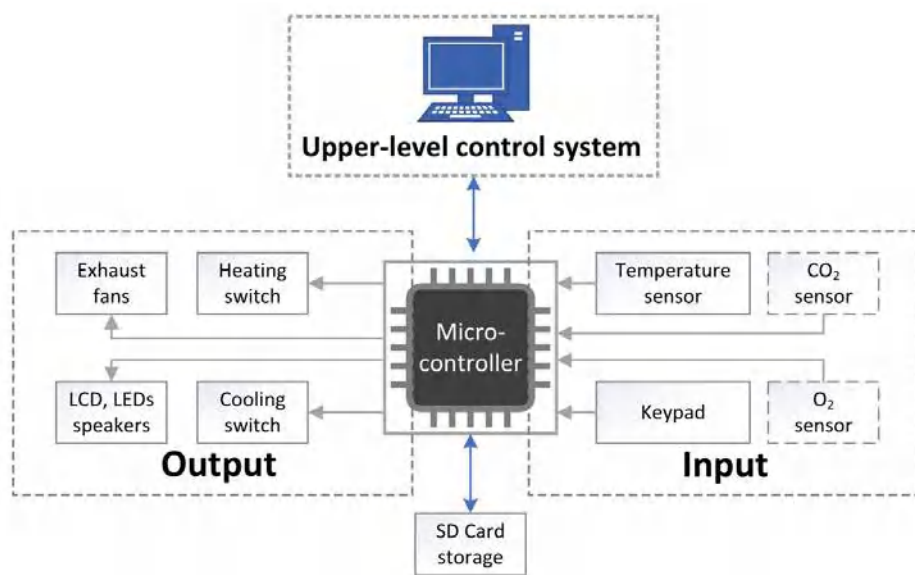 Upper-level control system
Exhaust
fans
Heating
switch
Temperature
sensor
CO₂
sensor
Micro-
controller
LCD, LEDs
speakers
Cooling
switch
Keypad
O₂
sensor
Output
Input
SD Card
storage